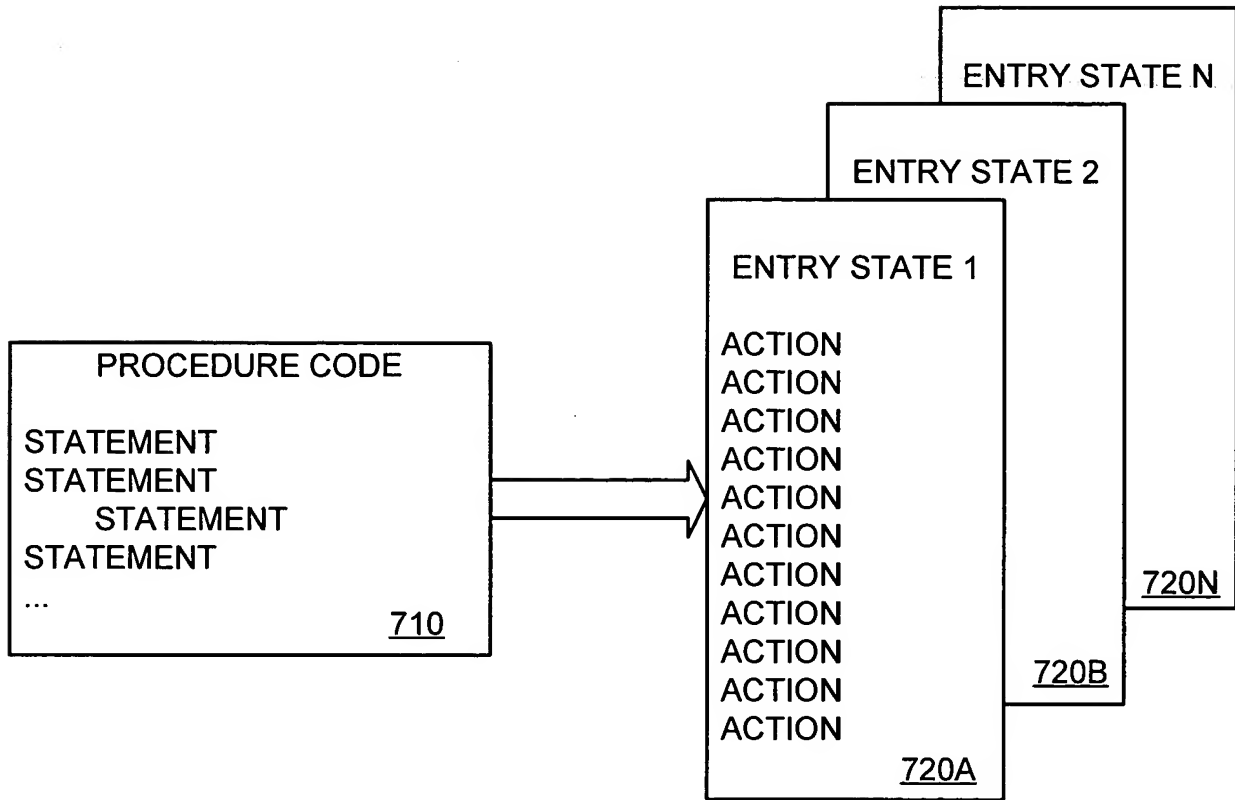 PROCEDURE CODE
STATEMENT
STATEMENT
STATEMENT
STATEMENT
...
710
ENTRY STATE 1
ACTION
ACTION
ACTION
ACTION
ACTION
ACTION
ACTION
ACTION
ACTION
ACTION
ACTION
720A
ENTRY STATE 2
720B
ENTRY STATE N
720N